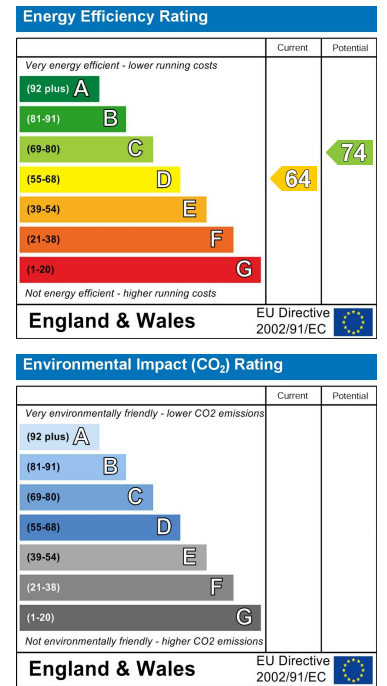 Energy Efficiency Rating
Current Potential
Very energy efficient - lower running costs
(92 plus) A
(81-91) B
(69-80) C
74
(55-68) D
64
(39-54) E
(21-38) F
(1-20) G
Not energy efficient - higher running costs
England & Wales
EU Directive
2002/91/EC
Environmental Impact (CO₂) Rating
Current Potential
Very environmentally friendly - lower CO2 emissions
(92 plus) A
(81-91) B
(69-80) C
(55-68) D
(39-54) E
(21-38) F
(1-20) G
Not environmentally friendly - higher CO2 emissions
England & Wales
EU Directive
2002/91/EC